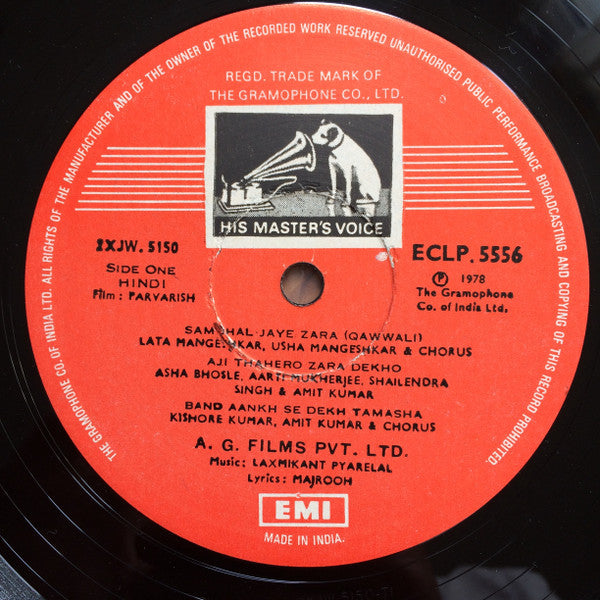 THE GRAMOPHONE CO. OF INDIA LTD. ALL RIGHTS OF THE MANUFACTURER AND OF THE OWNER OF THE RECORDED WORK RESERVED UNAUTHORISED PUBLIC PERFORMANCE BROADCASTING AND COPYING OF THIS RECORD PROHIBITED.
REGD. TRADE MARK OF
THE GRAMOPHONE CO., LTD.
HIS MASTER'S VOICE
2XJW. 5150
ECLP. 5556
SIDE ONE
HINDI
Film : PARVARISH
Ⓟ 1978
The Gramophone
Co. of India Ltd.
JAYE ZARA (QAWWALI)
LATA MANGESHKAR, USHA MANGESHKAR & CHORUS
AJI THAHERO ZARA DEKHO
ASHA BHOSLE, AARTI MUKHERJEE, SHAILENDRA
SINGH & AMIT KUMAR
BAND AANKH SE DEKH TAMASHA
KISHORE KUMAR, AMIT KUMAR & CHORUS
A. G. FILMS PVT. LTD.
Music: LAXMIKANT PYARELAL
Lyrics: MAJROOH
EMI
MADE IN INDIA.